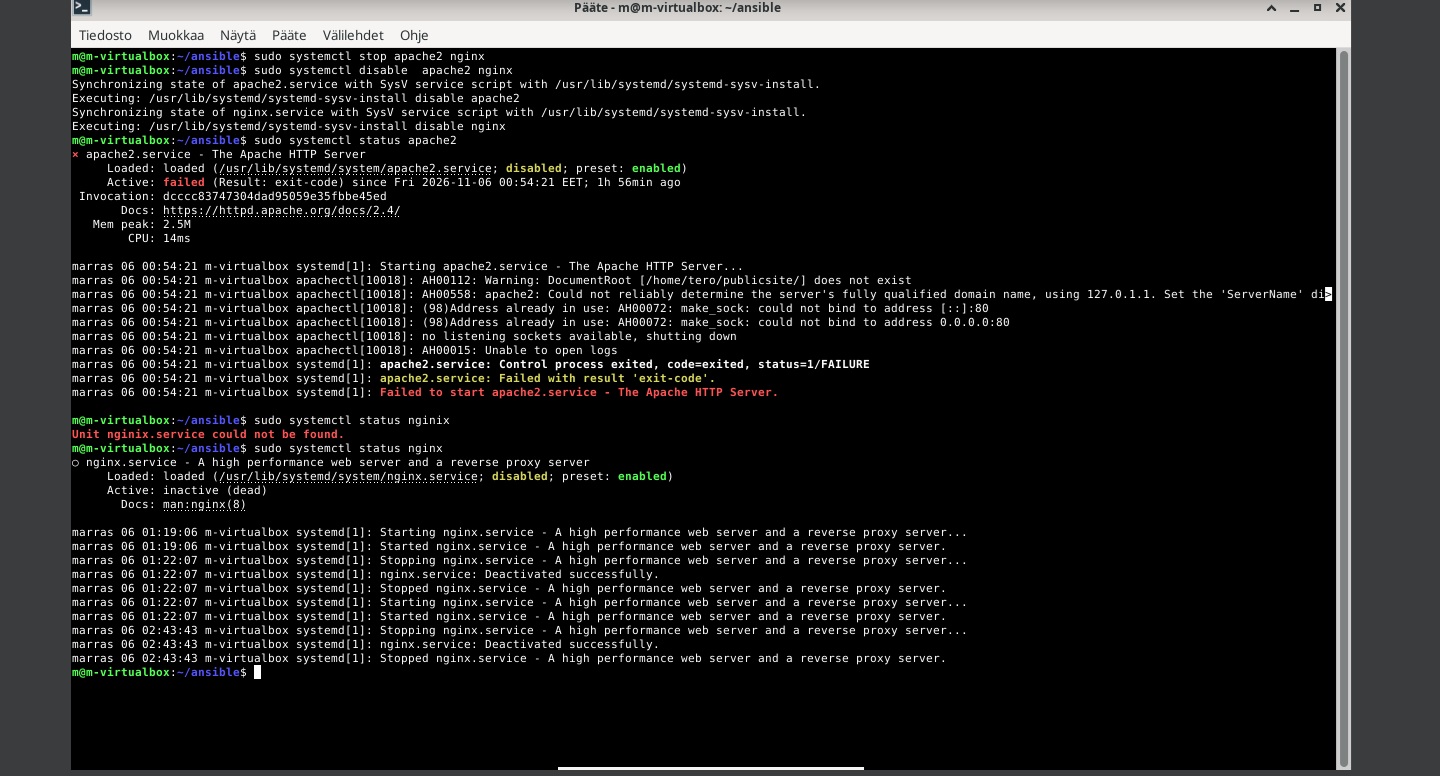 Pääte - m@m-virtualbox: ~/ansible
Tiedosto Muokkaa Näytä Pääte Välilehdet Ohje
m@m-virtualbox:~/ansible$ sudo systemctl stop apache2 nginx
m@m-virtualbox:~/ansible$ sudo systemctl disable  apache2 nginx
Synchronizing state of apache2.service with SysV service script with /usr/lib/systemd/systemd-sysv-install.
Executing: /usr/lib/systemd/systemd-sysv-install disable apache2
Synchronizing state of nginx.service with SysV service script with /usr/lib/systemd/systemd-sysv-install.
Executing: /usr/lib/systemd/systemd-sysv-install disable nginx
m@m-virtualbox:~/ansible$ sudo systemctl status apache2
× apache2.service - The Apache HTTP Server
     Loaded: loaded (/usr/lib/systemd/system/apache2.service; disabled; preset: enabled)
     Active: failed (Result: exit-code) since Fri 2026-11-06 00:54:21 EET; 1h 56min ago
 Invocation: dcccc83747304dad95059e35fbbe45ed
       Docs: https://httpd.apache.org/docs/2.4/
   Mem peak: 2.5M
        CPU: 14ms
marras 06 00:54:21 m-virtualbox systemd[1]: Starting apache2.service - The Apache HTTP Server...
marras 06 00:54:21 m-virtualbox apachectl[10018]: AH00112: Warning: DocumentRoot [/home/tero/publicsite/] does not exist
marras 06 00:54:21 m-virtualbox apachectl[10018]: AH00558: apache2: Could not reliably determine the server's fully qualified domain name, using 127.0.1.1. Set the 'ServerName' di>
marras 06 00:54:21 m-virtualbox apachectl[10018]: (98)Address already in use: AH00072: make_sock: could not bind to address [::]:80
marras 06 00:54:21 m-virtualbox apachectl[10018]: (98)Address already in use: AH00072: make_sock: could not bind to address 0.0.0.0:80
marras 06 00:54:21 m-virtualbox apachectl[10018]: no listening sockets available, shutting down
marras 06 00:54:21 m-virtualbox apachectl[10018]: AH00015: Unable to open logs
marras 06 00:54:21 m-virtualbox systemd[1]: apache2.service: Control process exited, code=exited, status=1/FAILURE
marras 06 00:54:21 m-virtualbox systemd[1]: apache2.service: Failed with result 'exit-code'.
marras 06 00:54:21 m-virtualbox systemd[1]: Failed to start apache2.service - The Apache HTTP Server.
m@m-virtualbox:~/ansible$ sudo systemctl status nginix
Unit nginix.service could not be found.
m@m-virtualbox:~/ansible$ sudo systemctl status nginx
○ nginx.service - A high performance web server and a reverse proxy server
     Loaded: loaded (/usr/lib/systemd/system/nginx.service; disabled; preset: enabled)
     Active: inactive (dead)
       Docs: man:nginx(8)
marras 06 01:19:06 m-virtualbox systemd[1]: Starting nginx.service - A high performance web server and a reverse proxy server...
marras 06 01:19:06 m-virtualbox systemd[1]: Started nginx.service - A high performance web server and a reverse proxy server.
marras 06 01:22:07 m-virtualbox systemd[1]: Stopping nginx.service - A high performance web server and a reverse proxy server...
marras 06 01:22:07 m-virtualbox systemd[1]: nginx.service: Deactivated successfully.
marras 06 01:22:07 m-virtualbox systemd[1]: Stopped nginx.service - A high performance web server and a reverse proxy server.
marras 06 01:22:07 m-virtualbox systemd[1]: Starting nginx.service - A high performance web server and a reverse proxy server...
marras 06 01:22:07 m-virtualbox systemd[1]: Started nginx.service - A high performance web server and a reverse proxy server.
marras 06 02:43:43 m-virtualbox systemd[1]: Stopping nginx.service - A high performance web server and a reverse proxy server...
marras 06 02:43:43 m-virtualbox systemd[1]: nginx.service: Deactivated successfully.
marras 06 02:43:43 m-virtualbox systemd[1]: Stopped nginx.service - A high performance web server and a reverse proxy server.
m@m-virtualbox:~/ansible$